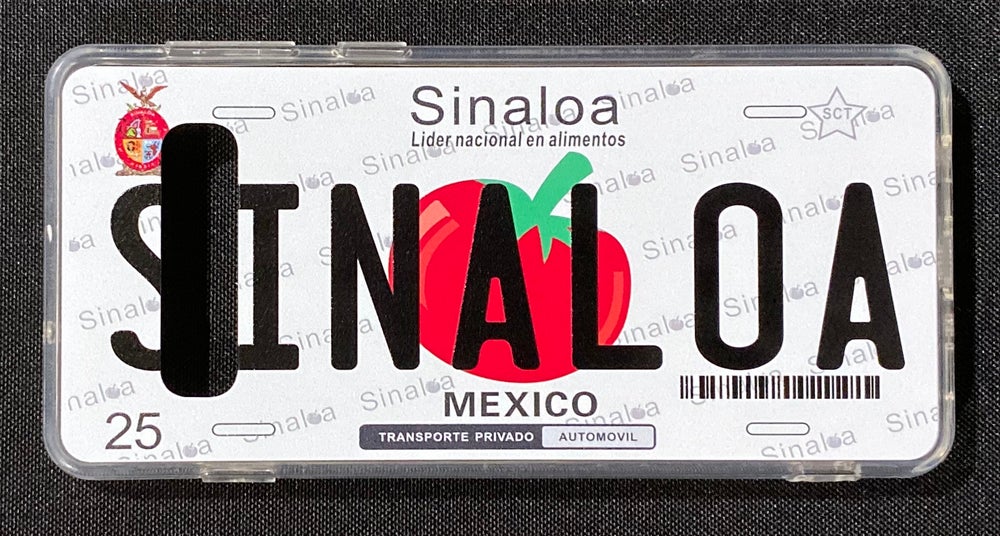 Sinaloa
SCT
Lider nacional en alimentos
SINALOA
MEXICO
25
TRANSPORTE PRIVADO AUTOMOVIL